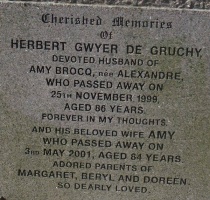 Cherished Memories
Of
HERBERT GWYER DE GRUCHY,
DEVOTED HUSBAND OF
AMY BROCQ, née ALEXANDRE,
WHO PASSED AWAY ON
25TH NOVEMBER 1999,
AGED 86 YEARS.
FOREVER IN MY THOUGHTS.
AND HIS BELOVED WIFE AMY
WHO PASSED AWAY ON
3RD MAY 2001, AGED 84 YEARS
ADORED PARENTS OF
MARGARET, BERYL AND DOREEN.
SO DEARLY LOVED.